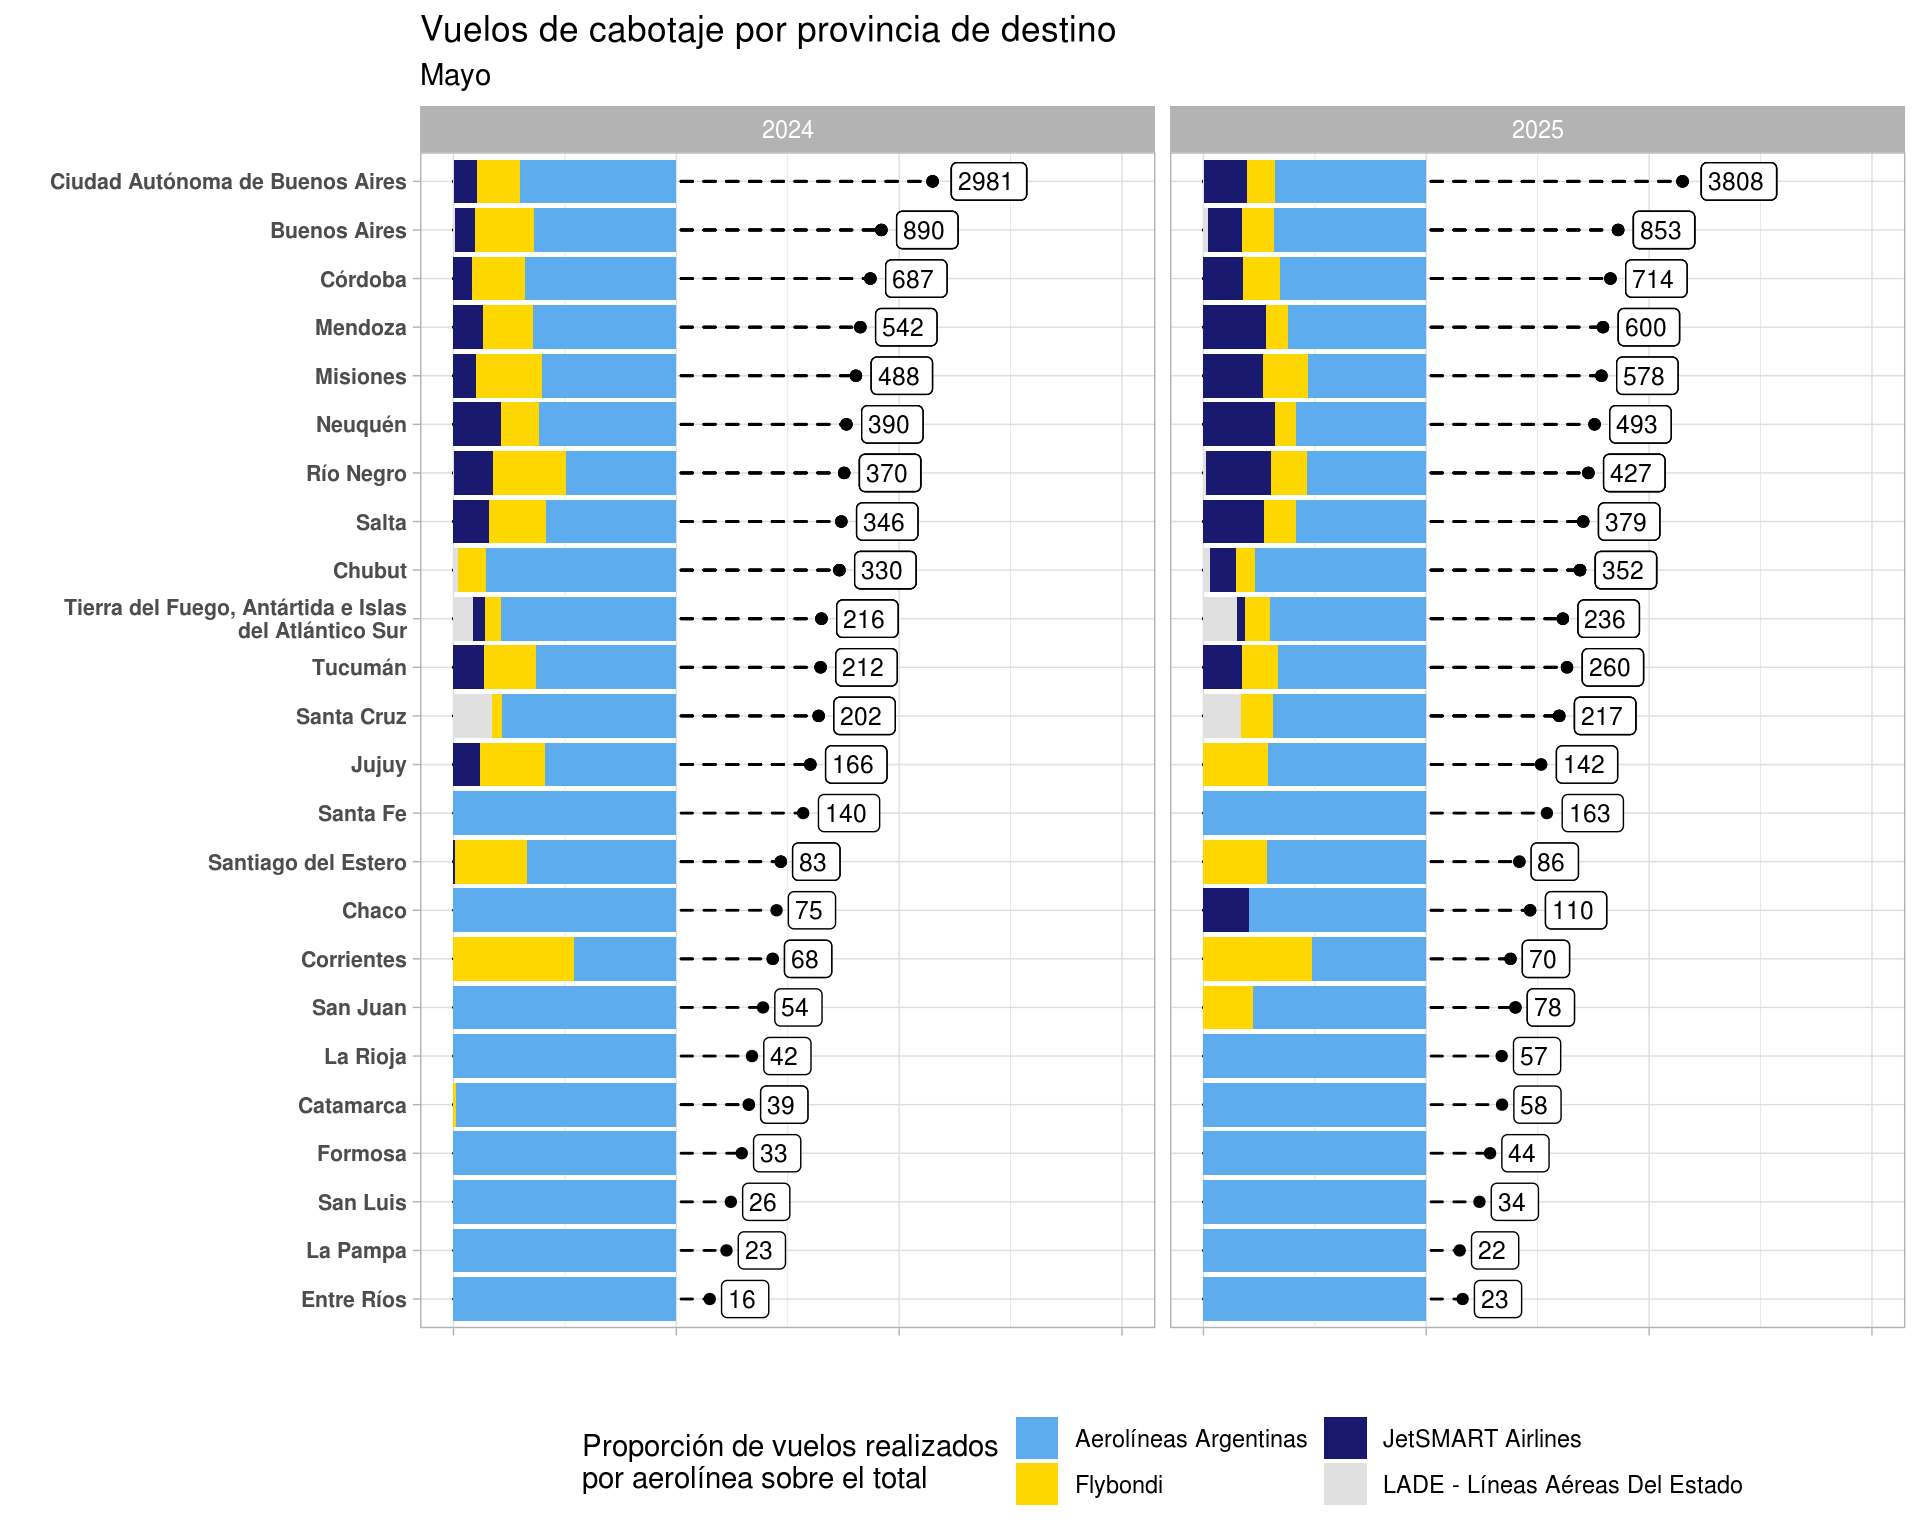 Vuelos de cabotaje por provincia de destino
Mayo
2024 2025
Ciudad Autónoma de Buenos Aires 2981 3808
Buenos Aires 890 853
Córdoba 687 714
Mendoza 542 600
Misiones 488 578
Neuquén 390 493
Río Negro 370 427
Salta 346 379
Chubut 330 352
Tierra del Fuego, Antártida e Islas
del Atlántico Sur 216 236
Tucumán 212 260
Santa Cruz 202 217
Jujuy 166 142
Santa Fe 140 163
Santiago del Estero 83 86
Chaco 75 110
Corrientes 68 70
San Juan 54 78
La Rioja 42 57
Catamarca 39 58
Formosa 33 44
San Luis 26 34
La Pampa 23 22
Entre Ríos 16 23
Proporción de vuelos realizados
por aerolínea sobre el total
Aerolíneas Argentinas
Flybondi
JetSMART Airlines
LADE - Líneas Aéreas Del Estado